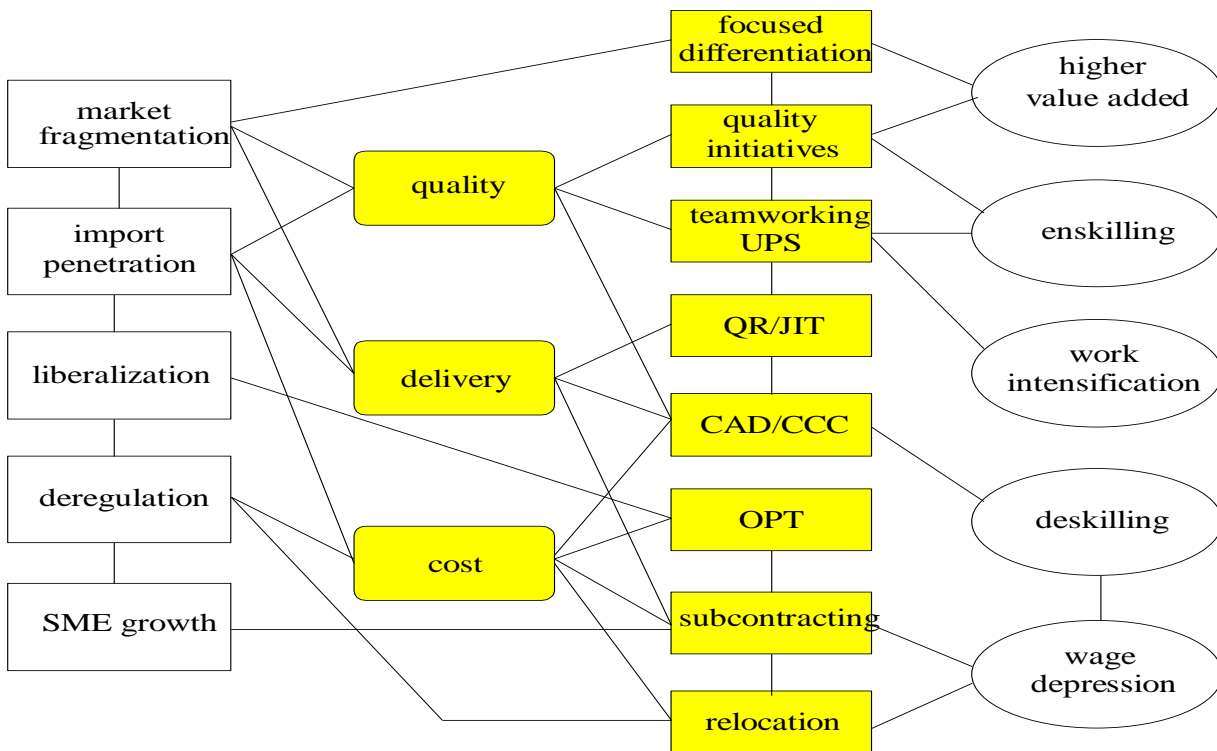 market
fragmentation
import
penetration
liberalization
deregulation
SME growth
quality
delivery
cost
focused
differentiation
quality
initiatives
teamworking
UPS
QR/JIT
CAD/CCC
OPT
subcontracting
relocation
higher
value added
enskilling
work
intensification
deskilling
wage
depression